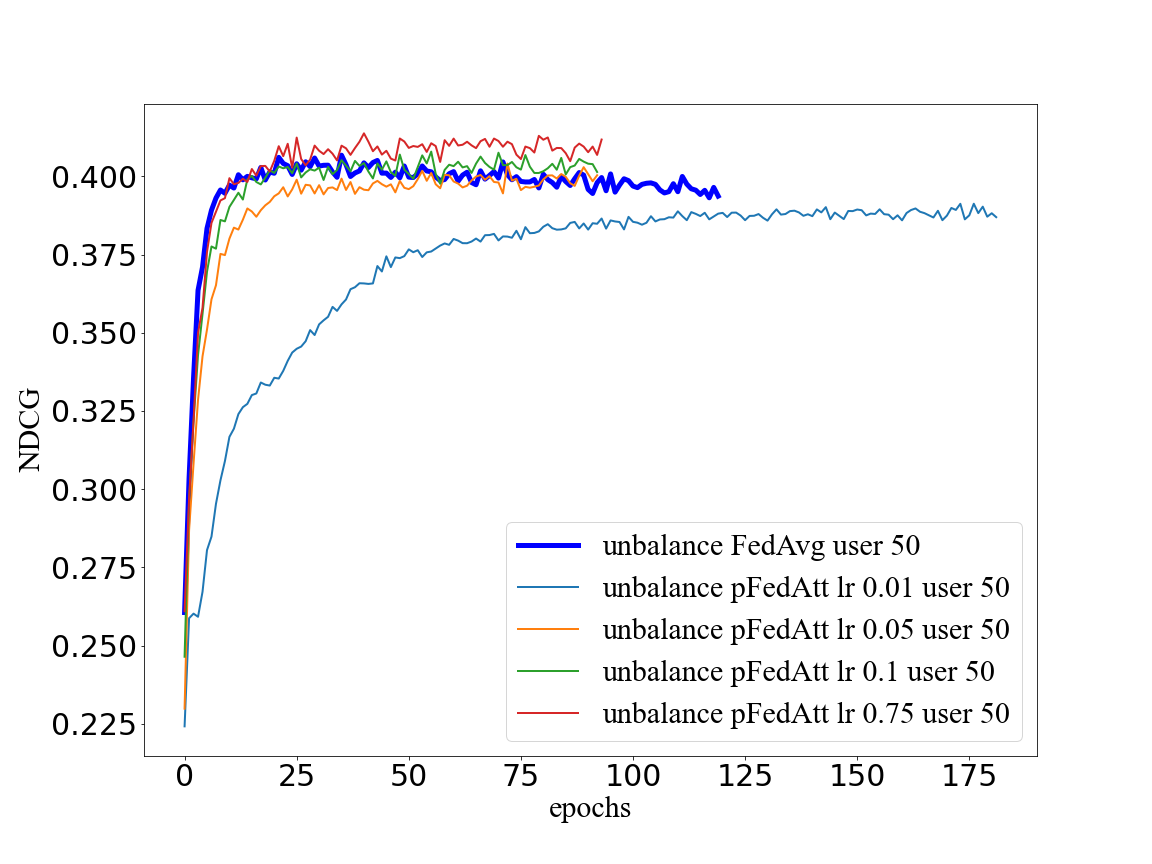 0.400
0.375
0.350
0.325
0.300
0.275
0.250
0.225
NDCG
0 25 50 75 100 125 150 175
epochs
unbalance FedAvg user 50
unbalance pFedAtt lr 0.01 user 50
unbalance pFedAtt lr 0.05 user 50
unbalance pFedAtt lr 0.1 user 50
unbalance pFedAtt lr 0.75 user 50